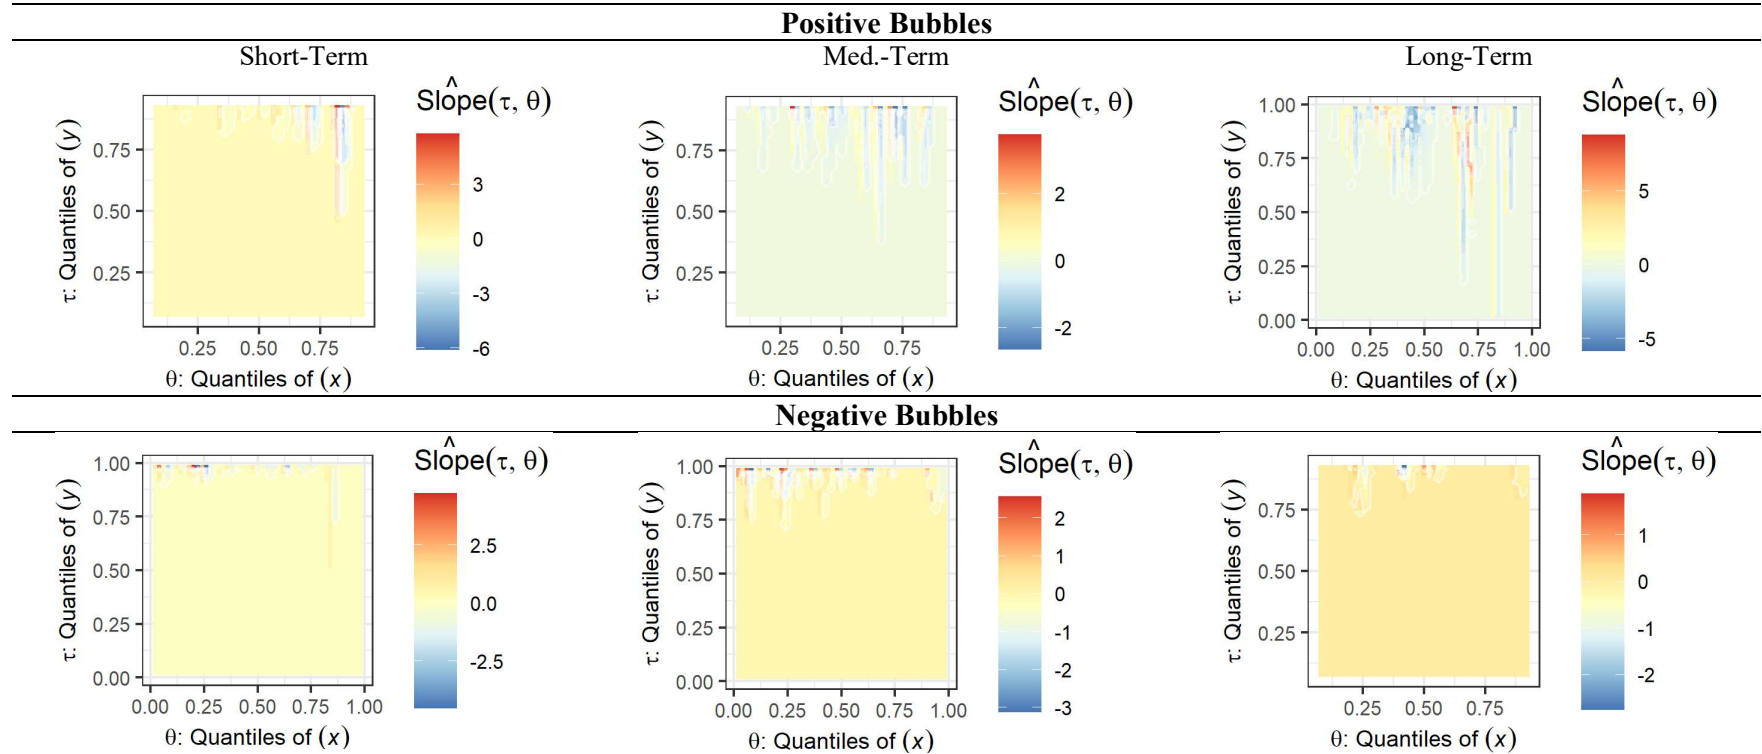 Positive Bubbles
Short-Term
Med.-Term
Long-Term
Slôpe(τ, θ)
3
0
-3
-6
τ: Quantiles of (y)
0.75
0.50
0.25
0.25 0.50 0.75
θ: Quantiles of (x)
Slôpe(τ, θ)
2
0
-2
τ: Quantiles of (y)
0.75
0.50
0.25
0.25 0.50 0.75
θ: Quantiles of (x)
Slôpe(τ, θ)
5
0
-5
τ: Quantiles of (y)
1.00
0.75
0.50
0.25
0.00
0.00 0.25 0.50 0.75 1.00
θ: Quantiles of (x)
Negative Bubbles
Slôpe(τ, θ)
2.5
0.0
-2.5
τ: Quantiles of (y)
1.00
0.75
0.50
0.25
0.00
0.00 0.25 0.50 0.75 1.00
θ: Quantiles of (x)
Slôpe(τ, θ)
2
1
0
-1
-2
-3
τ: Quantiles of (y)
1.00
0.75
0.50
0.25
0.00
0.00 0.25 0.50 0.75 1.00
θ: Quantiles of (x)
Slôpe(τ, θ)
1
0
-1
-2
τ: Quantiles of (y)
0.75
0.50
0.25
0.25 0.50 0.75
θ: Quantiles of (x)